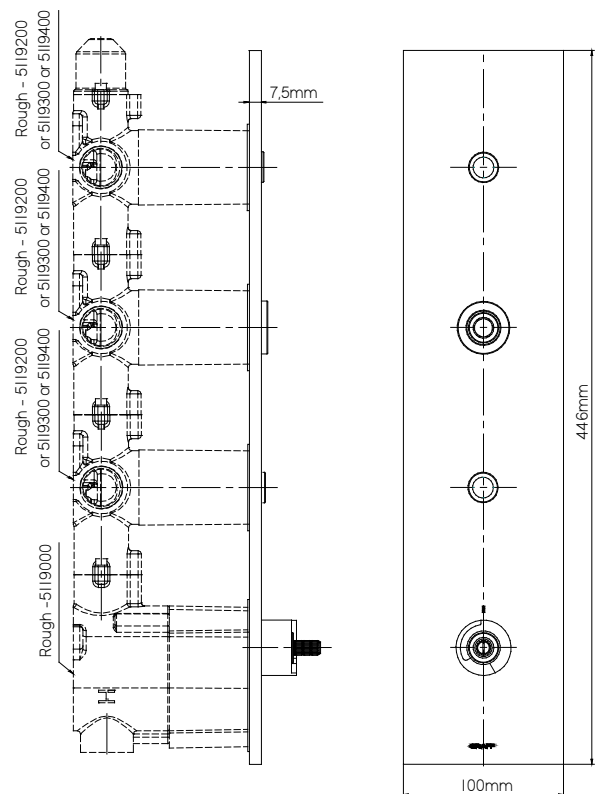 Rough - 5119200
or 5119300 or 5119400
7,5mm
Rough - 5119200
or 5119300 or 5119400
Rough - 5119200
or 5119300 or 5119400
446mm
Rough -5119000
H
GRAFF
100mm